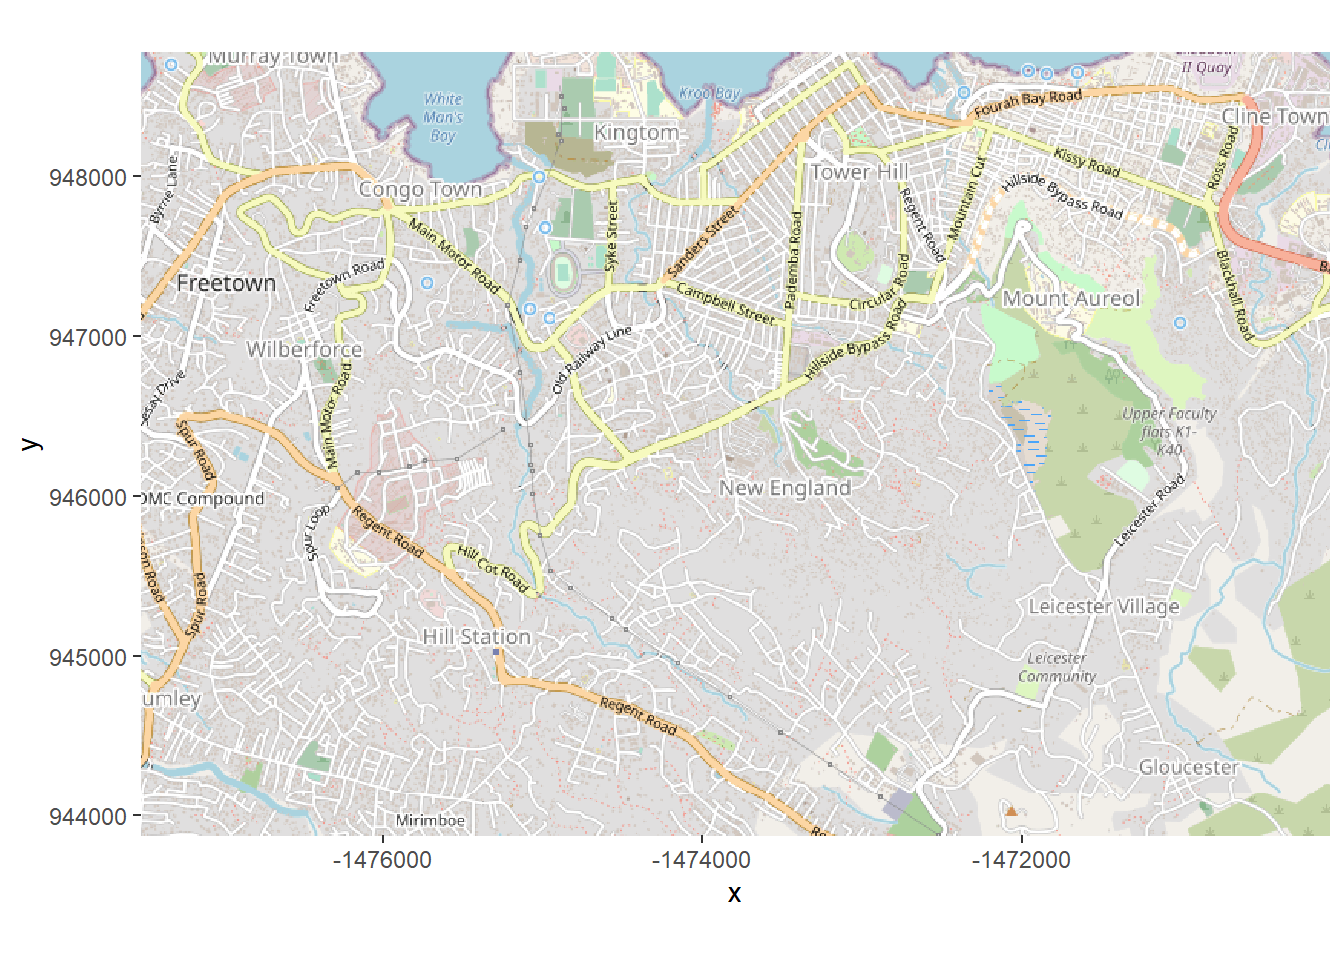 Murray Town
White
Man's
Bay
Kroo Bay
Kingtom
II Quay
Fourah Bay Road
Cline Town
Ross Road
Kissy Road
948000
Byrne Lane
Congo Town
Tower Hill
Mountain Cut
Hillside Bypass Road
Regent Road
Main Motor Road
Syke Street
Sanders Street
Pademba Road
Freetown
Freetown Road
Campbell Street
Circular Road
Mount Aureol
Blackhall Road
947000
Wilberforce
Old Railway Line
Hillside Bypass Road
esay Drive
Main Motor Road
Upper Faculty
flats K1-
K40
Spur Road
y
946000
OMC Compound
New England
Leicester Road
Spur Loop
Regent Road
Hill Cot Road
son Road
Spur Road
Leicester Village
Hill Station
945000
Leicester
Community
umley
Regent Road
Gloucester
944000
Mirimboe
Ro
-1476000
-1474000
-1472000
x